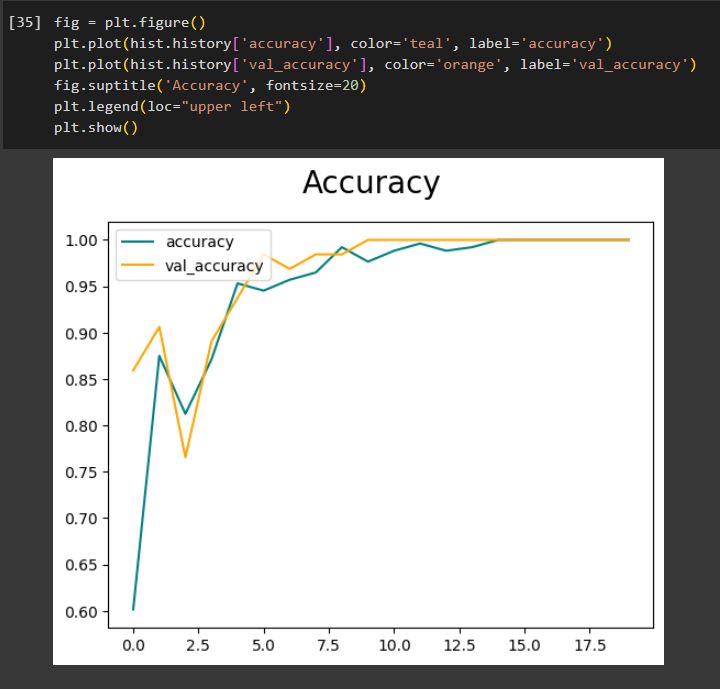 [35] fig = plt.figure()
plt.plot(hist.history['accuracy'], color='teal', label='accuracy')
plt.plot(hist.history['val_accuracy'], color='orange', label='val_accuracy')
fig.suptitle('Accuracy', fontsize=20)
plt.legend(loc="upper left")
plt.show()
Accuracy
accuracy
val_accuracy
1.00
0.95
0.90
0.85
0.80
0.75
0.70
0.65
0.60
0.0 2.5 5.0 7.5 10.0 12.5 15.0 17.5